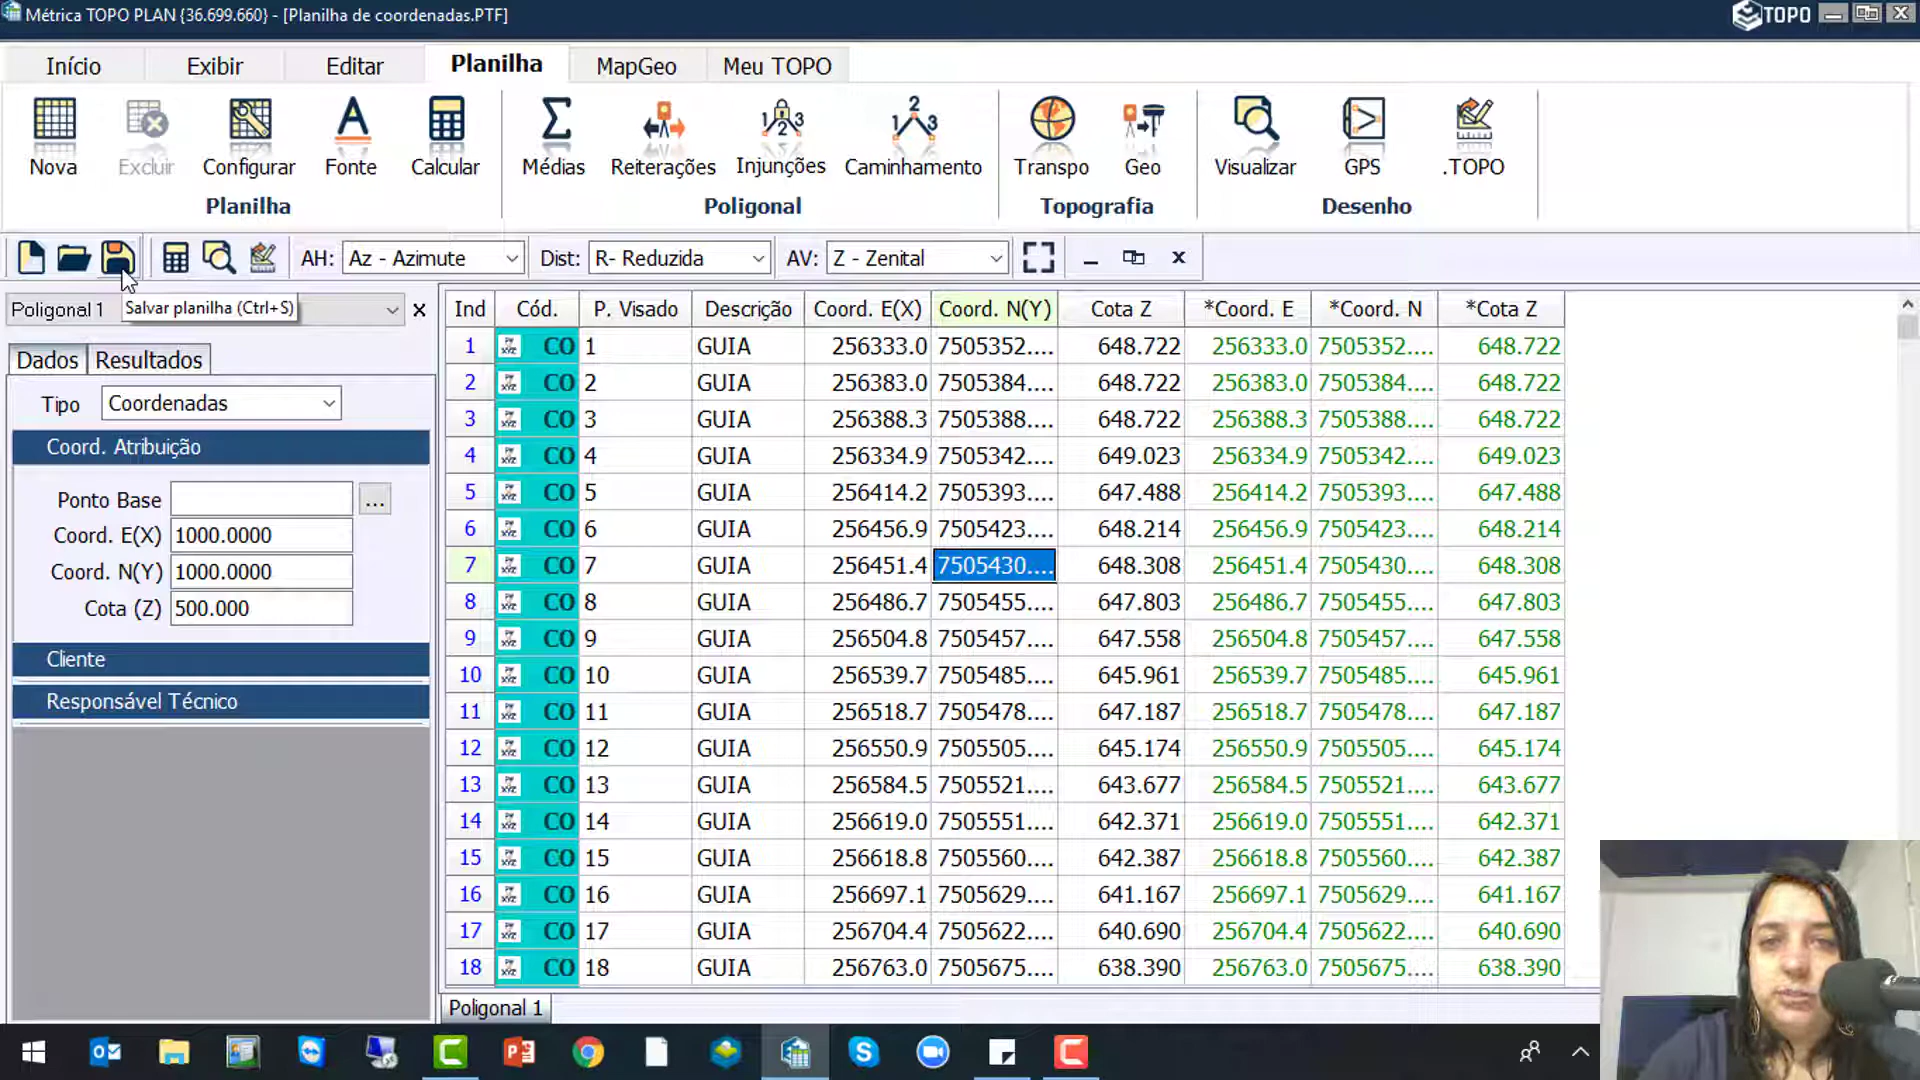 Métrica TOPO PLAN {36.699.660} - [Planilha de coordenadas.PTF]
TOPO
Início Exibir Editar Planilha MapGeo Meu TOPO
Nova Excluir Configurar Fonte Calcular Médias Reiterações Injunções Caminhamento Transpo Geo Visualizar GPS .TOPO
Planilha Poligonal Topografia Desenho
AH: Az - Azimute Dist: R- Reduzida AV: Z - Zenital
Poligonal 1
Salvar planilha (Ctrl+S)
Dados Resultados
Tipo Coordenadas
Coord. Atribuição
Ponto Base ...
Coord. E(X) 1000.0000
Coord. N(Y) 1000.0000
Cota (Z) 500.000
Cliente
Responsável Técnico
Ind Cód. P. Visado Descrição Coord. E(X) Coord. N(Y) Cota Z *Coord. E *Coord. N *Cota Z
1 CO 1 GUIA 256333.0 7505352.... 648.722 256333.0 7505352.... 648.722
2 CO 2 GUIA 256383.0 7505384.... 648.722 256383.0 7505384.... 648.722
3 CO 3 GUIA 256388.3 7505388.... 648.722 256388.3 7505388.... 648.722
4 CO 4 GUIA 256334.9 7505342.... 649.023 256334.9 7505342.... 649.023
5 CO 5 GUIA 256414.2 7505393.... 647.488 256414.2 7505393.... 647.488
6 CO 6 GUIA 256456.9 7505423.... 648.214 256456.9 7505423.... 648.214
7 CO 7 GUIA 256451.4 7505430.... 648.308 256451.4 7505430.... 648.308
8 CO 8 GUIA 256486.7 7505455.... 647.803 256486.7 7505455.... 647.803
9 CO 9 GUIA 256504.8 7505457.... 647.558 256504.8 7505457.... 647.558
10 CO 10 GUIA 256539.7 7505485.... 645.961 256539.7 7505485.... 645.961
11 CO 11 GUIA 256518.7 7505478.... 647.187 256518.7 7505478.... 647.187
12 CO 12 GUIA 256550.9 7505505.... 645.174 256550.9 7505505.... 645.174
13 CO 13 GUIA 256584.5 7505521.... 643.677 256584.5 7505521.... 643.677
14 CO 14 GUIA 256619.0 7505551.... 642.371 256619.0 7505551.... 642.371
15 CO 15 GUIA 256618.8 7505560.... 642.387 256618.8 7505560.... 642.387
16 CO 16 GUIA 256697.1 7505629.... 641.167 256697.1 7505629.... 641.167
17 CO 17 GUIA 256704.4 7505622.... 640.690 256704.4 7505622.... 640.690
18 CO 18 GUIA 256763.0 7505675.... 638.390 256763.0 7505675.... 638.390
Poligonal 1